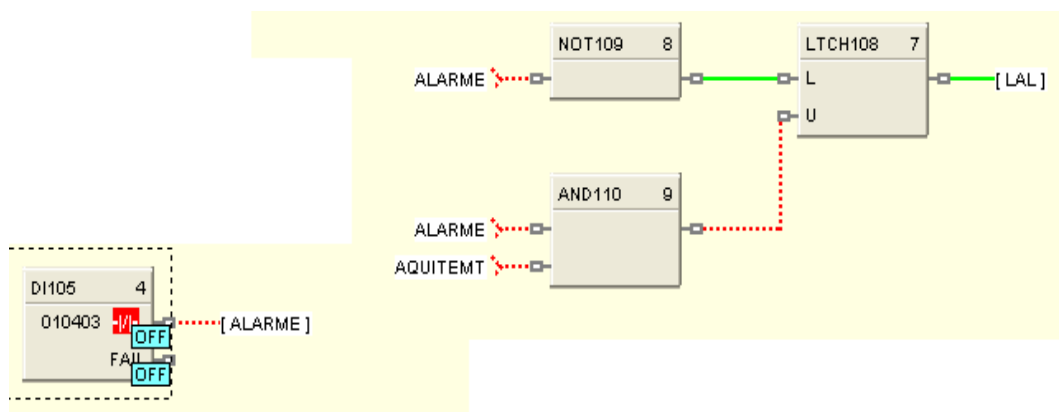 NOT109 8
LTCH108 7
ALARME
L
[ LAL ]
U
AND110 9
ALARME
AQUITEMT
DI105 4
010403
OFF
[ ALARME ]
FAIL
OFF